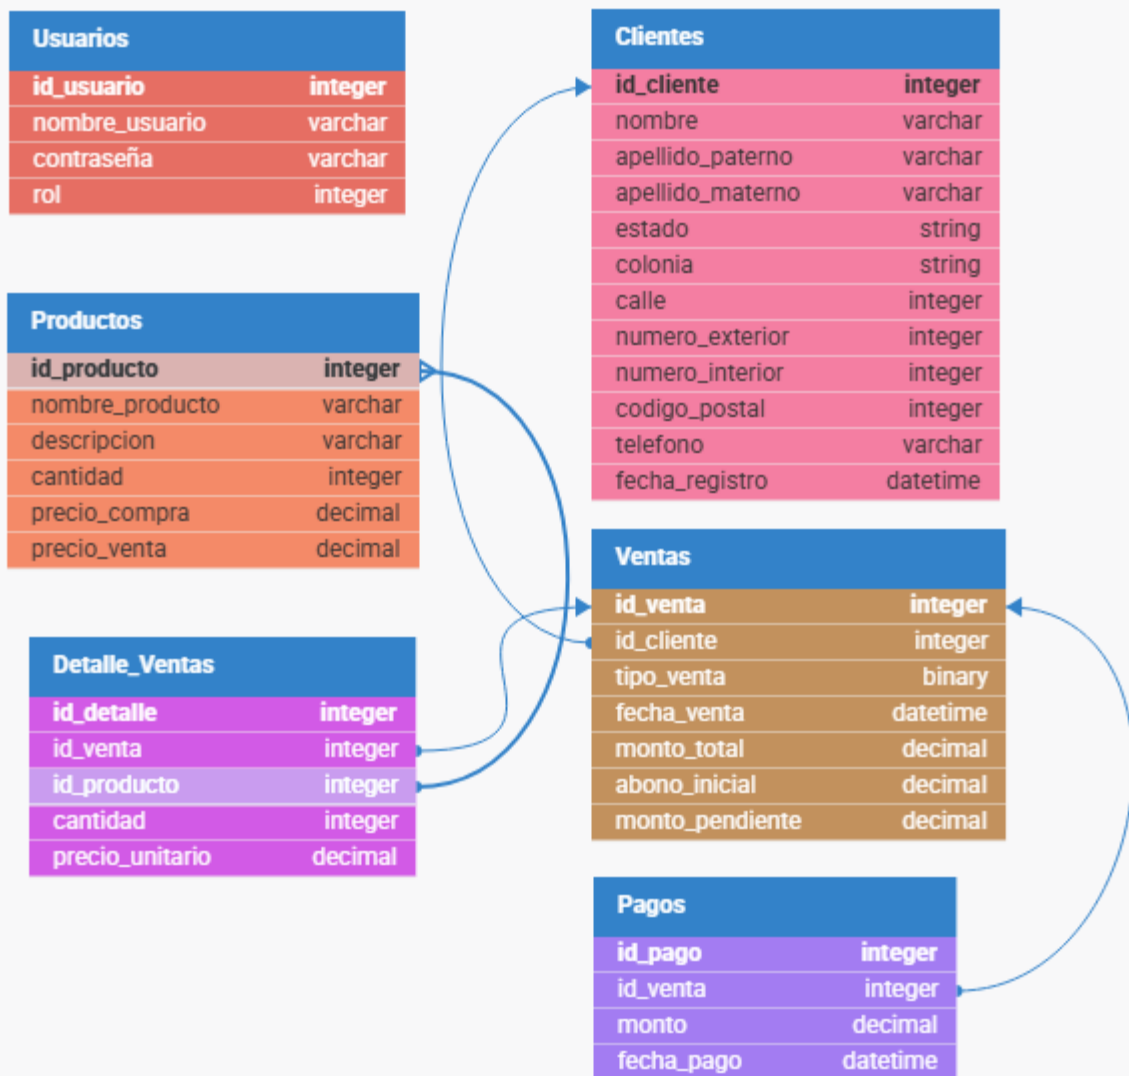 Usuarios
id_usuario integer
nombre_usuario varchar
contraseña varchar
rol integer
Clientes
id_cliente integer
nombre varchar
apellido_paterno varchar
apellido_materno varchar
estado string
colonia string
calle integer
numero_exterior integer
numero_interior integer
codigo_postal integer
telefono varchar
fecha_registro datetime
Productos
id_producto integer
nombre_producto varchar
descripcion varchar
cantidad integer
precio_compra decimal
precio_venta decimal
Ventas
id_venta integer
id_cliente integer
tipo_venta binary
fecha_venta datetime
monto_total decimal
abono_inicial decimal
monto_pendiente decimal
Detalle_Ventas
id_detalle integer
id_venta integer
id_producto integer
cantidad integer
precio_unitario decimal
Pagos
id_pago integer
id_venta integer
monto decimal
fecha_pago datetime